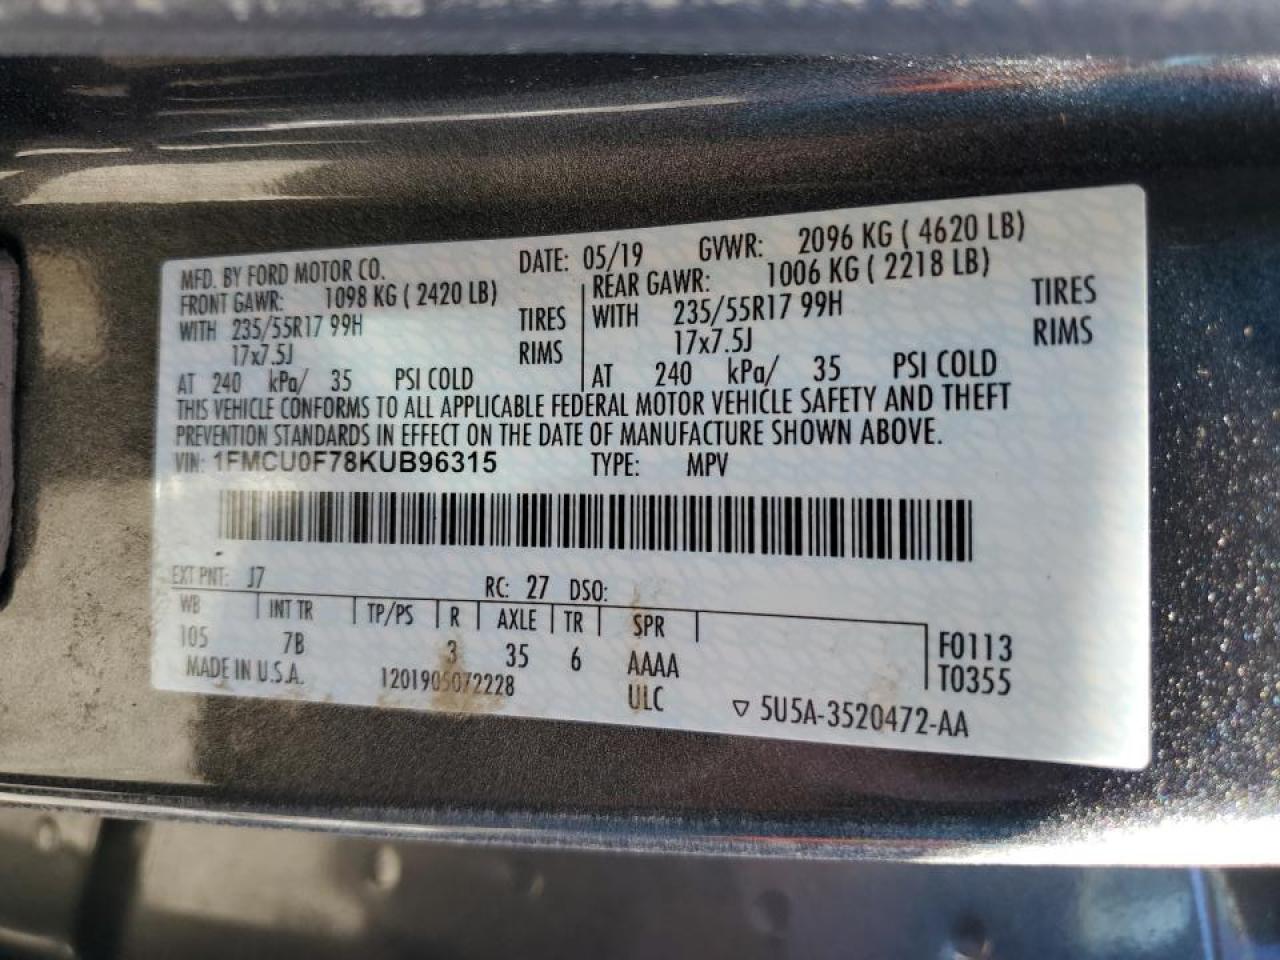 MFD. BY FORD MOTOR CO. DATE: 05/19 GVWR: 2096 KG ( 4620 LB)
FRONT GAWR: 1098 KG ( 2420 LB) REAR GAWR: 1006 KG ( 2218 LB)
WITH 235/55R17 99H TIRES WITH 235/55R17 99H TIRES
17x7.5J RIMS 17x7.5J RIMS
AT 240 kPa/ 35 PSI COLD AT 240 kPa/ 35 PSI COLD
THIS VEHICLE CONFORMS TO ALL APPLICABLE FEDERAL MOTOR VEHICLE SAFETY AND THEFT
PREVENTION STANDARDS IN EFFECT ON THE DATE OF MANUFACTURE SHOWN ABOVE.
VIN: 1FMCU0F78KUB96315 TYPE: MPV
EXT PNT: J7 RC: 27 DSO:
WB INT TR TP/PS R AXLE TR SPR
105 7B 3 35 6 AAAA F0113
MADE IN U.S.A. 1201905072228 ULC T0355
▽ 5U5A-3520472-AA